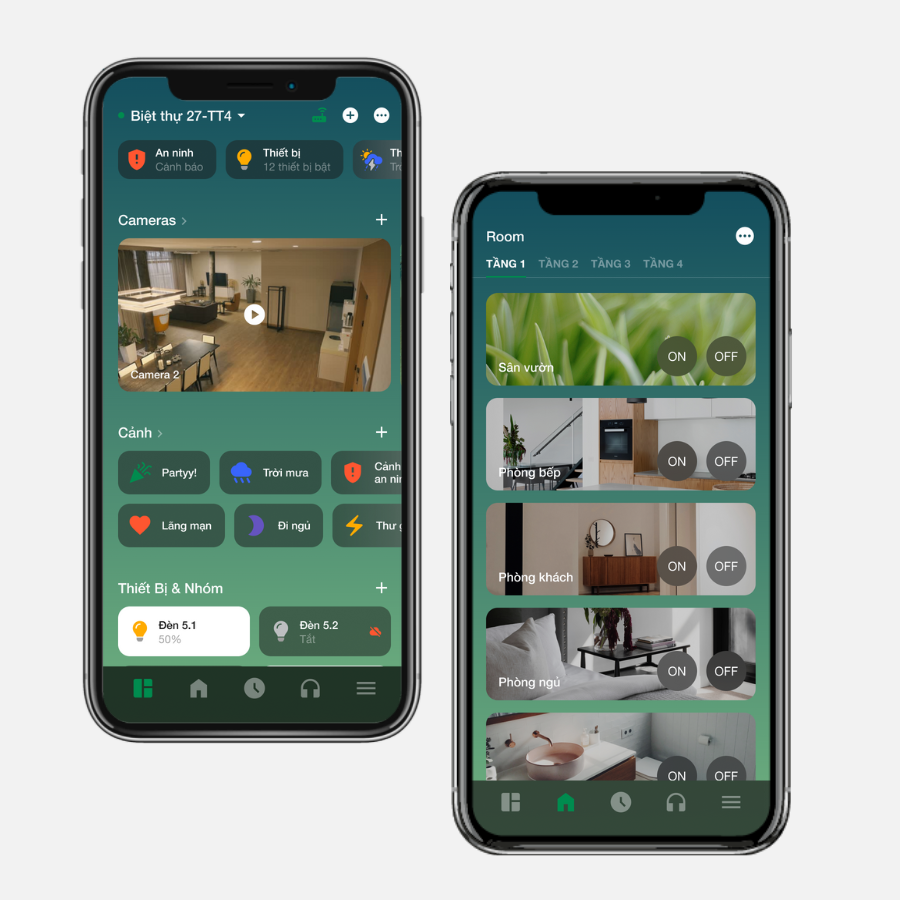 Biệt thự 27-TT4
An ninh
Cảnh báo
Thiết bị
12 thiết bị bật
Th
Cameras
Camera 2
Cảnh
Partyy!
Trời mưa
Cảnh
an nin
Lãng mạn
Đi ngủ
Thư g
Thiết Bị & Nhóm
Đèn 5.1
50%
Đèn 5.2
Tắt
Room
TẦNG 1 TẦNG 2 TẦNG 3 TẦNG 4
Sân vườn ON OFF
Phòng bếp ON OFF
Phòng khách ON OFF
Phòng ngủ ON OFF
ON OFF